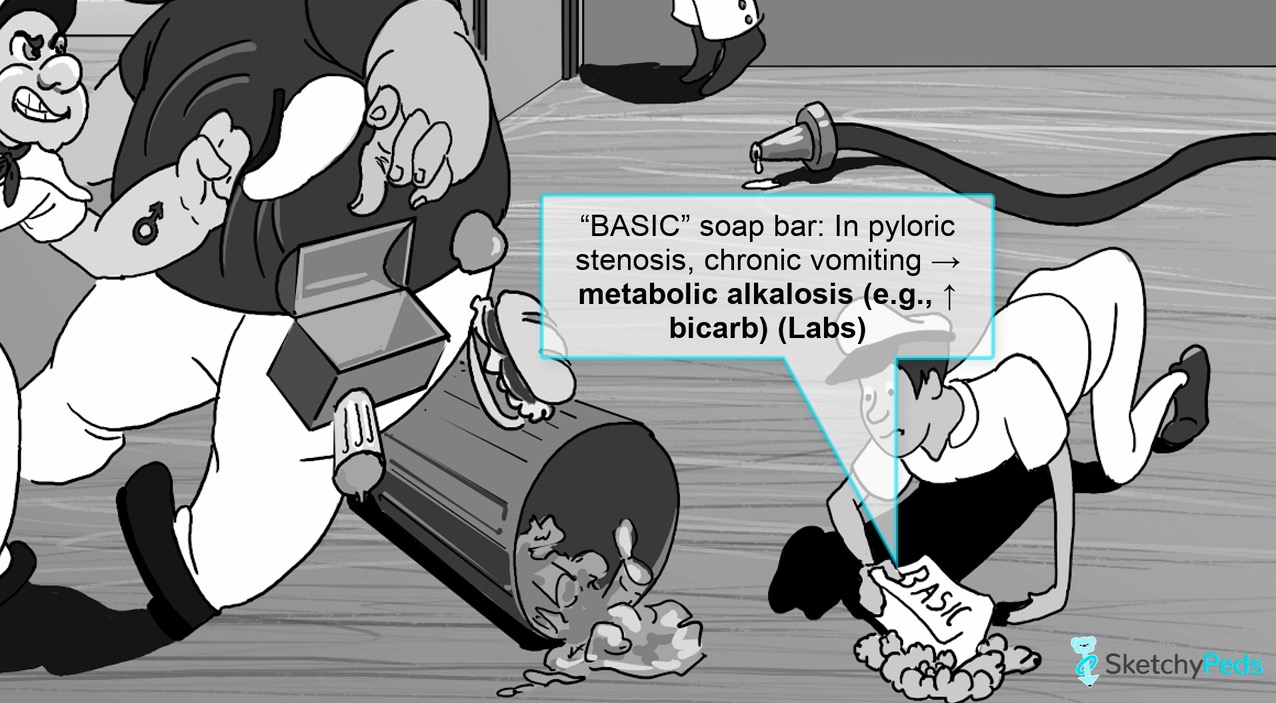 “BASIC” soap bar: In pyloric
stenosis, chronic vomiting →
metabolic alkalosis (e.g., ↑
bicarb) (Labs)
BASIC
SketchyPeds